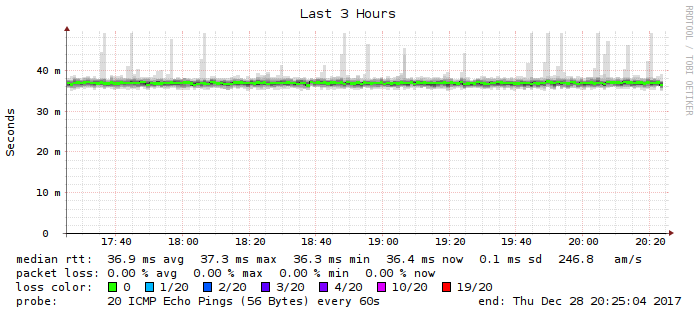 Last 3 Hours
RRDTOOL / TOBI OETIKER
Seconds
40 m
30 m
20 m
10 m
0
17:40 18:00 18:20 18:40 19:00 19:20 19:40 20:00 20:20
median rtt: 36.9 ms avg 37.3 ms max 36.3 ms min 36.4 ms now 0.1 ms sd 246.8 am/s
packet loss: 0.00 % avg 0.00 % max 0.00 % min 0.00 % now
loss color: 0 1/20 2/20 3/20 4/20 10/20 19/20
probe: 20 ICMP Echo Pings (56 Bytes) every 60s end: Thu Dec 28 20:25:04 2017